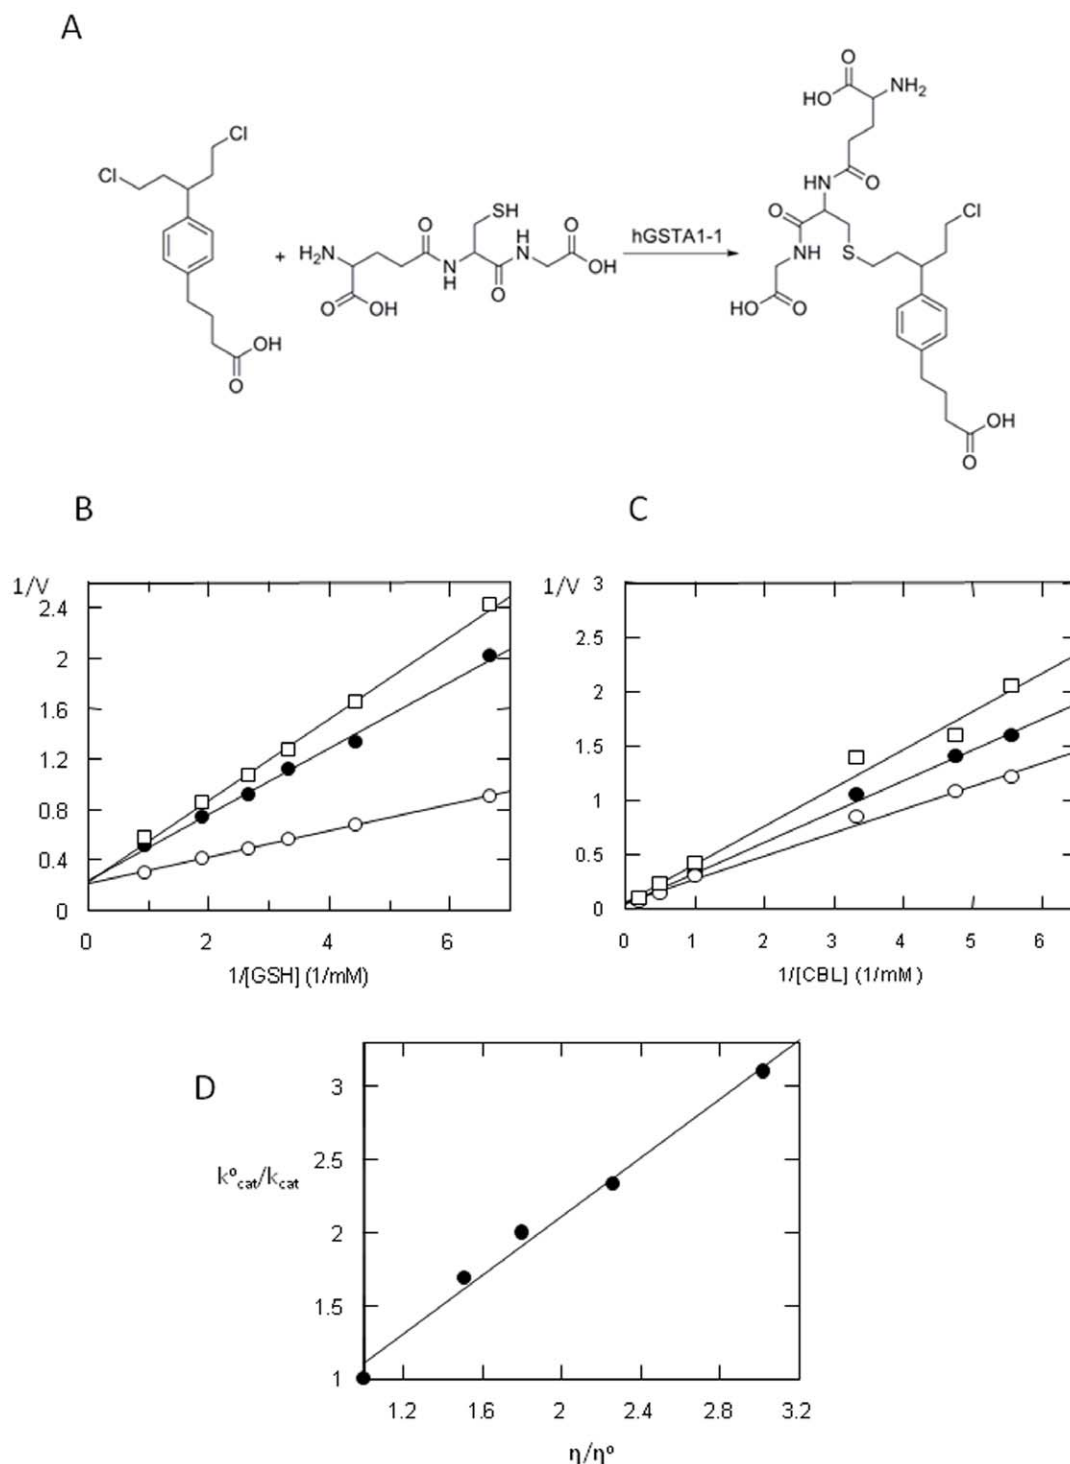 A
Cl
Cl
OH
O
+
H₂N
O
OH
O
N
H
SH
O
H
N
O
OH
hGSTA1-1
O
HO
NH₂
HN
O
O
NH
S
Cl
HO
O
OH
O
B
1/V
2.4
2
1.6
1.2
0.8
0.4
0
0
2
4
6
1/[GSH] (1/mM)
C
1/V
3
2.5
2
1.5
1
0.5
0
0
1
2
3
4
5
6
1/[CBL] (1/mM)
D
k°cat/kcat
3
2.5
2
1.5
1
1.2
1.6
2
2.4
2.8
3.2
η/η°